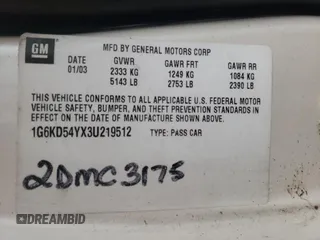 GM
MFD BY GENERAL MOTORS CORP
DATE GVWR GAWR FRT GAWR RR
01/03 2333 KG 1249 KG 1084 KG
5143 LB 2753 LB 2390 LB
THIS VEHICLE CONFORMS TO ALL APPLICABLE U.S. FEDERAL MOTOR
VEHICLE SAFETY, BUMPER, AND THEFT PREVENTION STANDARDS IN
EFFECT ON THE DATE OF MANUFACTURE SHOWN ABOVE.
1G6KD54YX3U219512 TYPE: PASS CAR
2DMC3175
DREAMBID